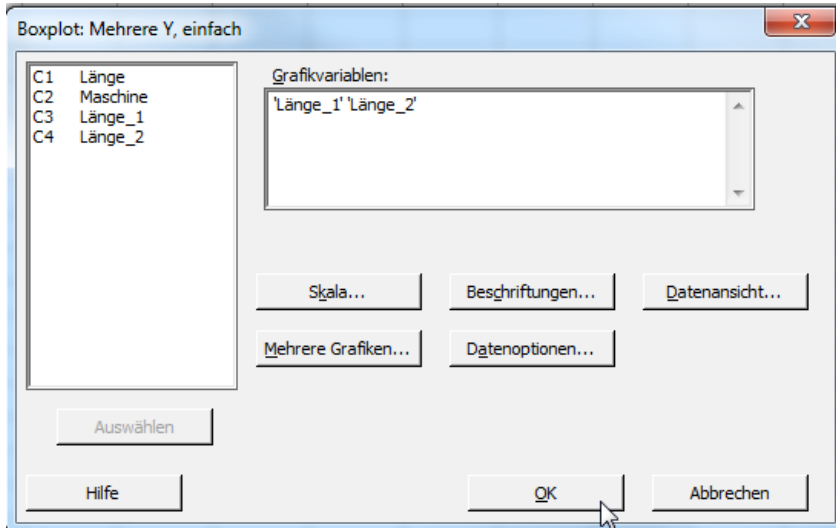 Boxplot: Mehrere Y, einfach
x
C1 Länge
C2 Maschine
C3 Länge_1
C4 Länge_2
Grafikvariablen:
'Länge_1' 'Länge_2'
Skala...
Beschriftungen...
Datenansicht...
Mehrere Grafiken...
Datenoptionen...
Auswählen
Hilfe
OK
Abbrechen